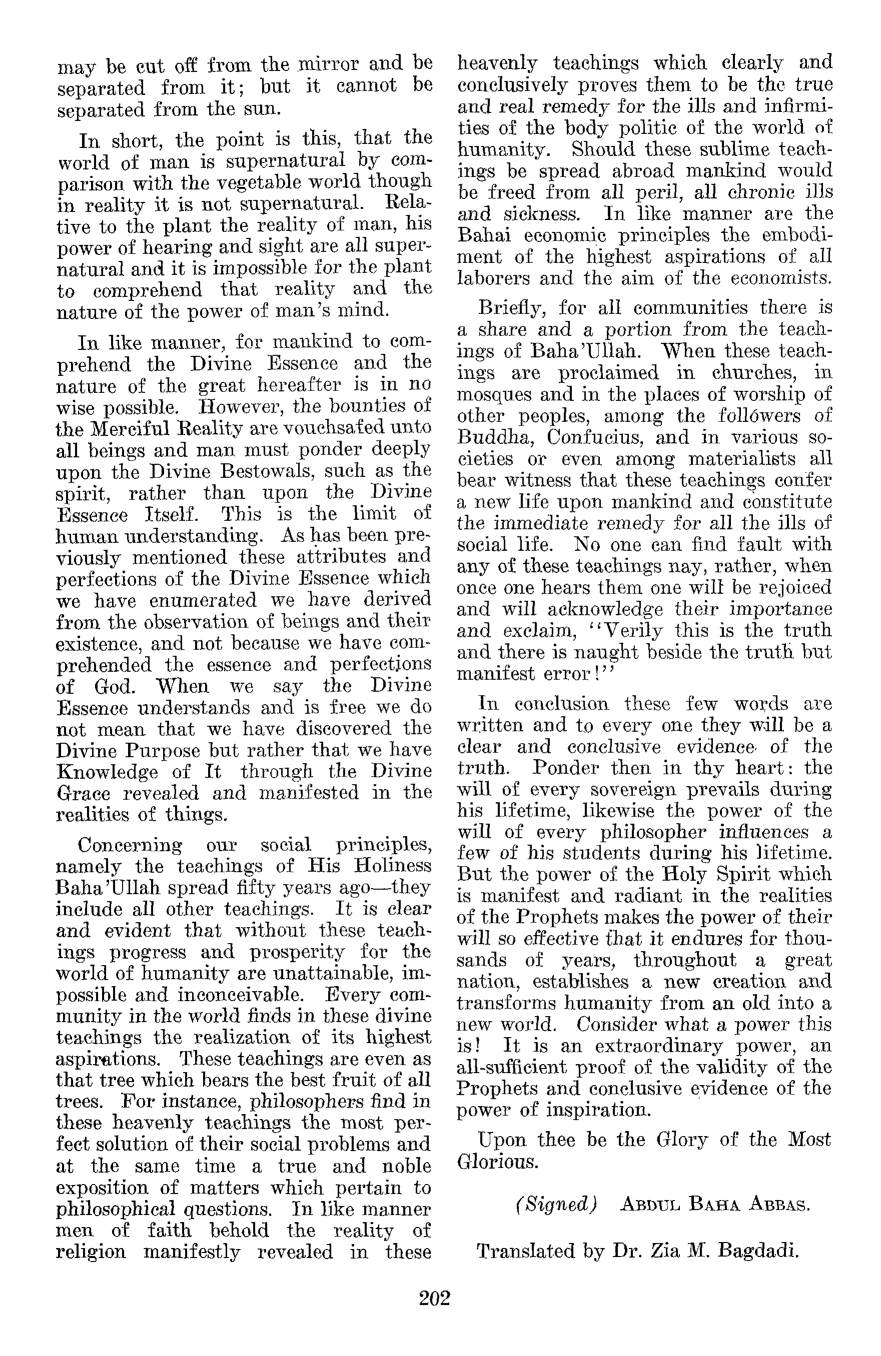 may be cut off from the mirror and be
separated from it; but it cannot be
separated from the sun.
In short, the point is this, that the
world of man is supernatural by com-
parison with the vegetable world though
in reality it is not supernatural. Rela-
tive to the plant the reality of man, his
power of hearing and sight are all super-
natural and it is impossible for the plant
to comprehend that reality and the
nature of the power of man's mind.
In like manner, for mankind to com-
prehend the Divine Essence and the
nature of the great hereafter is in no
wise possible. However, the bounties of
the Merciful Reality are vouchsafed unto
all beings and man must ponder deeply
upon the Divine Bestowals, such as the
spirit, rather than upon the Divine
Essence Itself. This is the limit of
human understanding. As has been pre-
viously mentioned these attributes and
perfections of the Divine Essence which
we have enumerated we have derived
from the observation of beings and their
existence, and not because we have com-
prehended the essence and perfections
of God. When we say the Divine
Essence understands and is free we do
not mean that we have discovered the
Divine Purpose but rather that we have
Knowledge of It through the Divine
Grace revealed and manifested in the
realities of things.
Concerning our social principles,
namely the teachings of His Holiness
Baha'Ullah spread fifty years ago—they
include all other teachings. It is clear
and evident that without these teach-
ings progress and prosperity for the
world of humanity are unattainable, im-
possible and inconceivable. Every com-
munity in the world finds in these divine
teachings the realization of its highest
aspirations. These teachings are even as
that tree which bears the best fruit of all
trees. For instance, philosophers find in
these heavenly teachings the most per-
fect solution of their social problems and
at the same time a true and noble
exposition of matters which pertain to
philosophical questions. In like manner
men of faith behold the reality of
religion manifestly revealed in these
heavenly teachings which clearly and
conclusively proves them to be the true
and real remedy for the ills and infirmi-
ties of the body politic of the world of
humanity. Should these sublime teach-
ings be spread abroad mankind would
be freed from all peril, all chronic ills
and sickness. In like manner are the
Bahai economic principles the embodi-
ment of the highest aspirations of all
laborers and the aim of the economists.
Briefly, for all communities there is
a share and a portion from the teach-
ings of Baha'Ullah. When these teach-
ings are proclaimed in churches, in
mosques and in the places of worship of
other peoples, among the followers of
Buddha, Confucius, and in various so-
cieties or even among materialists all
bear witness that these teachings confer
a new life upon mankind and constitute
the immediate remedy for all the ills of
social life. No one can find fault with
any of these teachings nay, rather, when
once one hears them one will be rejoiced
and will acknowledge their importance
and exclaim, "Verily this is the truth
and there is naught beside the truth but
manifest error!"
In conclusion these few words are
written and to every one they will be a
clear and conclusive evidence of the
truth. Ponder then in thy heart: the
will of every sovereign prevails during
his lifetime, likewise the power of the
will of every philosopher influences a
few of his students during his lifetime.
But the power of the Holy Spirit which
is manifest and radiant in the realities
of the Prophets makes the power of their
will so effective that it endures for thou-
sands of years, throughout a great
nation, establishes a new creation and
transforms humanity from an old into a
new world. Consider what a power this
is! It is an extraordinary power, an
all-sufficient proof of the validity of the
Prophets and conclusive evidence of the
power of inspiration.
Upon thee be the Glory of the Most
Glorious.
(Signed) ABDUL BAHA ABBAS.
Translated by Dr. Zia M. Bagdadi.
202